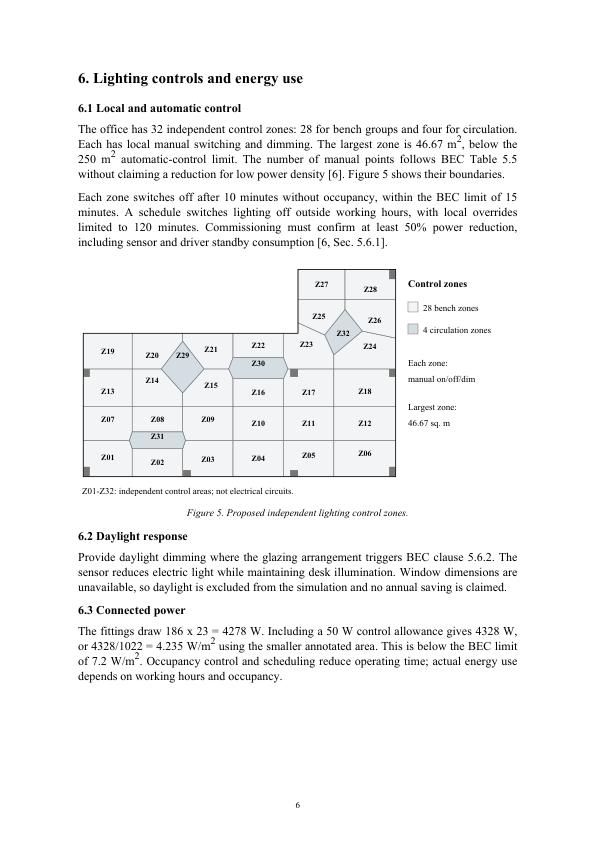 6. Lighting controls and energy use
6.1 Local and automatic control
The office has 32 independent control zones: 28 for bench groups and four for circulation.
Each has local manual switching and dimming. The largest zone is 46.67 m², below the
250 m² automatic-control limit. The number of manual points follows BEC Table 5.5
without claiming a reduction for low power density [6]. Figure 5 shows their boundaries.
Each zone switches off after 10 minutes without occupancy, within the BEC limit of 15
minutes. A schedule switches lighting off outside working hours, with local overrides
limited to 120 minutes. Commissioning must confirm at least 50% power reduction,
including sensor and driver standby consumption [6, Sec. 5.6.1].
Z27 Z28
Z25 Z26
Z32
Z19 Z20 Z29 Z21 Z22 Z23 Z24
Z30
Z13 Z14 Z15 Z16 Z17 Z18
Z07 Z08 Z09 Z10 Z11 Z12
Z31
Z01 Z02 Z03 Z04 Z05 Z06
Control zones
28 bench zones
4 circulation zones
Each zone:
manual on/off/dim
Largest zone:
46.67 sq. m
Z01-Z32: independent control areas; not electrical circuits.
Figure 5. Proposed independent lighting control zones.
6.2 Daylight response
Provide daylight dimming where the glazing arrangement triggers BEC clause 5.6.2. The
sensor reduces electric light while maintaining desk illumination. Window dimensions are
unavailable, so daylight is excluded from the simulation and no annual saving is claimed.
6.3 Connected power
The fittings draw 186 x 23 = 4278 W. Including a 50 W control allowance gives 4328 W,
or 4328/1022 = 4.235 W/m² using the smaller annotated area. This is below the BEC limit
of 7.2 W/m². Occupancy control and scheduling reduce operating time; actual energy use
depends on working hours and occupancy.
6